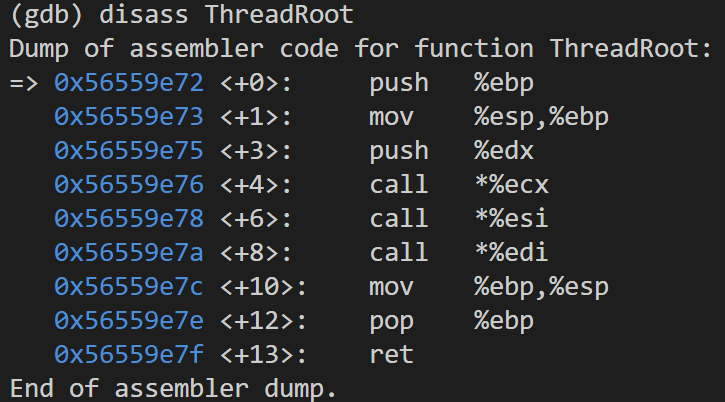 (gdb) disass ThreadRoot
Dump of assembler code for function ThreadRoot:
=> 0x56559e72 <+0>:     push   %ebp
   0x56559e73 <+1>:     mov    %esp,%ebp
   0x56559e75 <+3>:     push   %edx
   0x56559e76 <+4>:     call   *%ecx
   0x56559e78 <+6>:     call   *%esi
   0x56559e7a <+8>:     call   *%edi
   0x56559e7c <+10>:    mov    %ebp,%esp
   0x56559e7e <+12>:    pop    %ebp
   0x56559e7f <+13>:    ret
End of assembler dump.